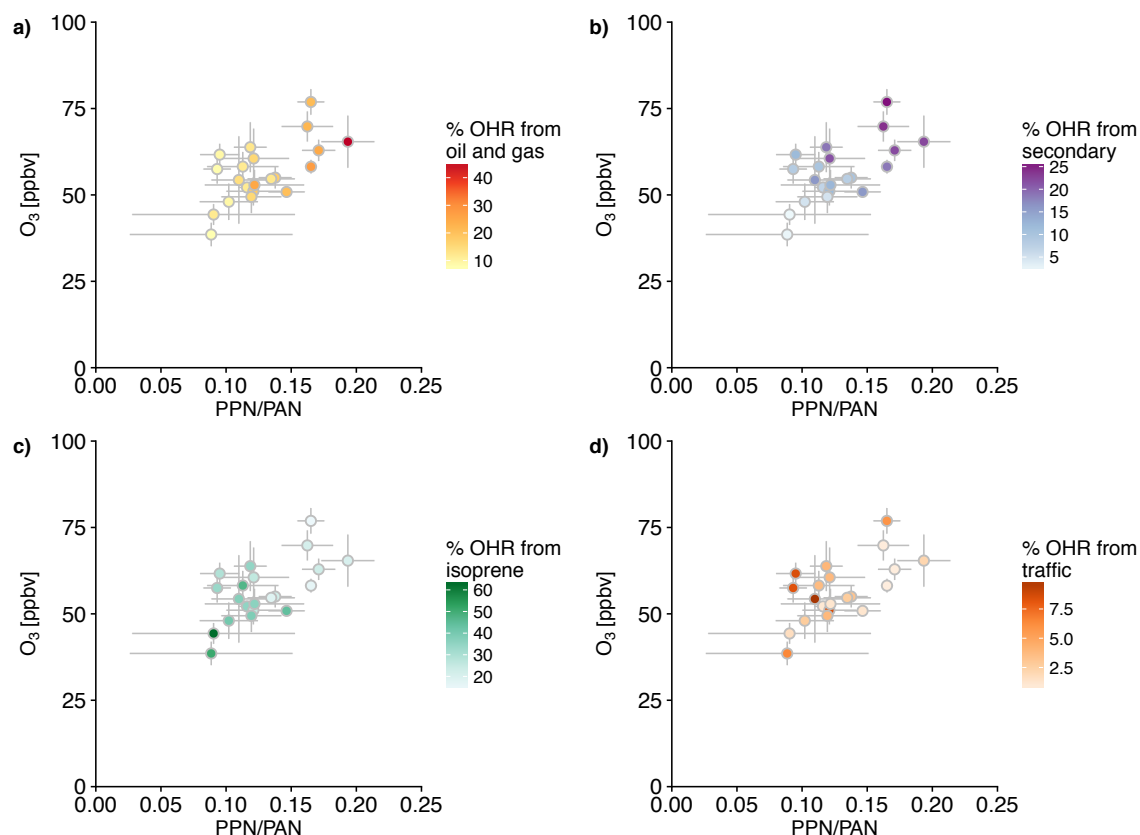 a)
100
75
50
25
0
O₃ [ppbv]
0.00 0.05 0.10 0.15 0.20 0.25
PPN/PAN
% OHR from
oil and gas
40
30
20
10
b)
100
75
50
25
0
O₃ [ppbv]
0.00 0.05 0.10 0.15 0.20 0.25
PPN/PAN
% OHR from
secondary
25
20
15
10
5
c)
100
75
50
25
0
O₃ [ppbv]
0.00 0.05 0.10 0.15 0.20 0.25
PPN/PAN
% OHR from
isoprene
60
50
40
30
20
d)
100
75
50
25
0
O₃ [ppbv]
0.00 0.05 0.10 0.15 0.20 0.25
PPN/PAN
% OHR from
traffic
7.5
5.0
2.5